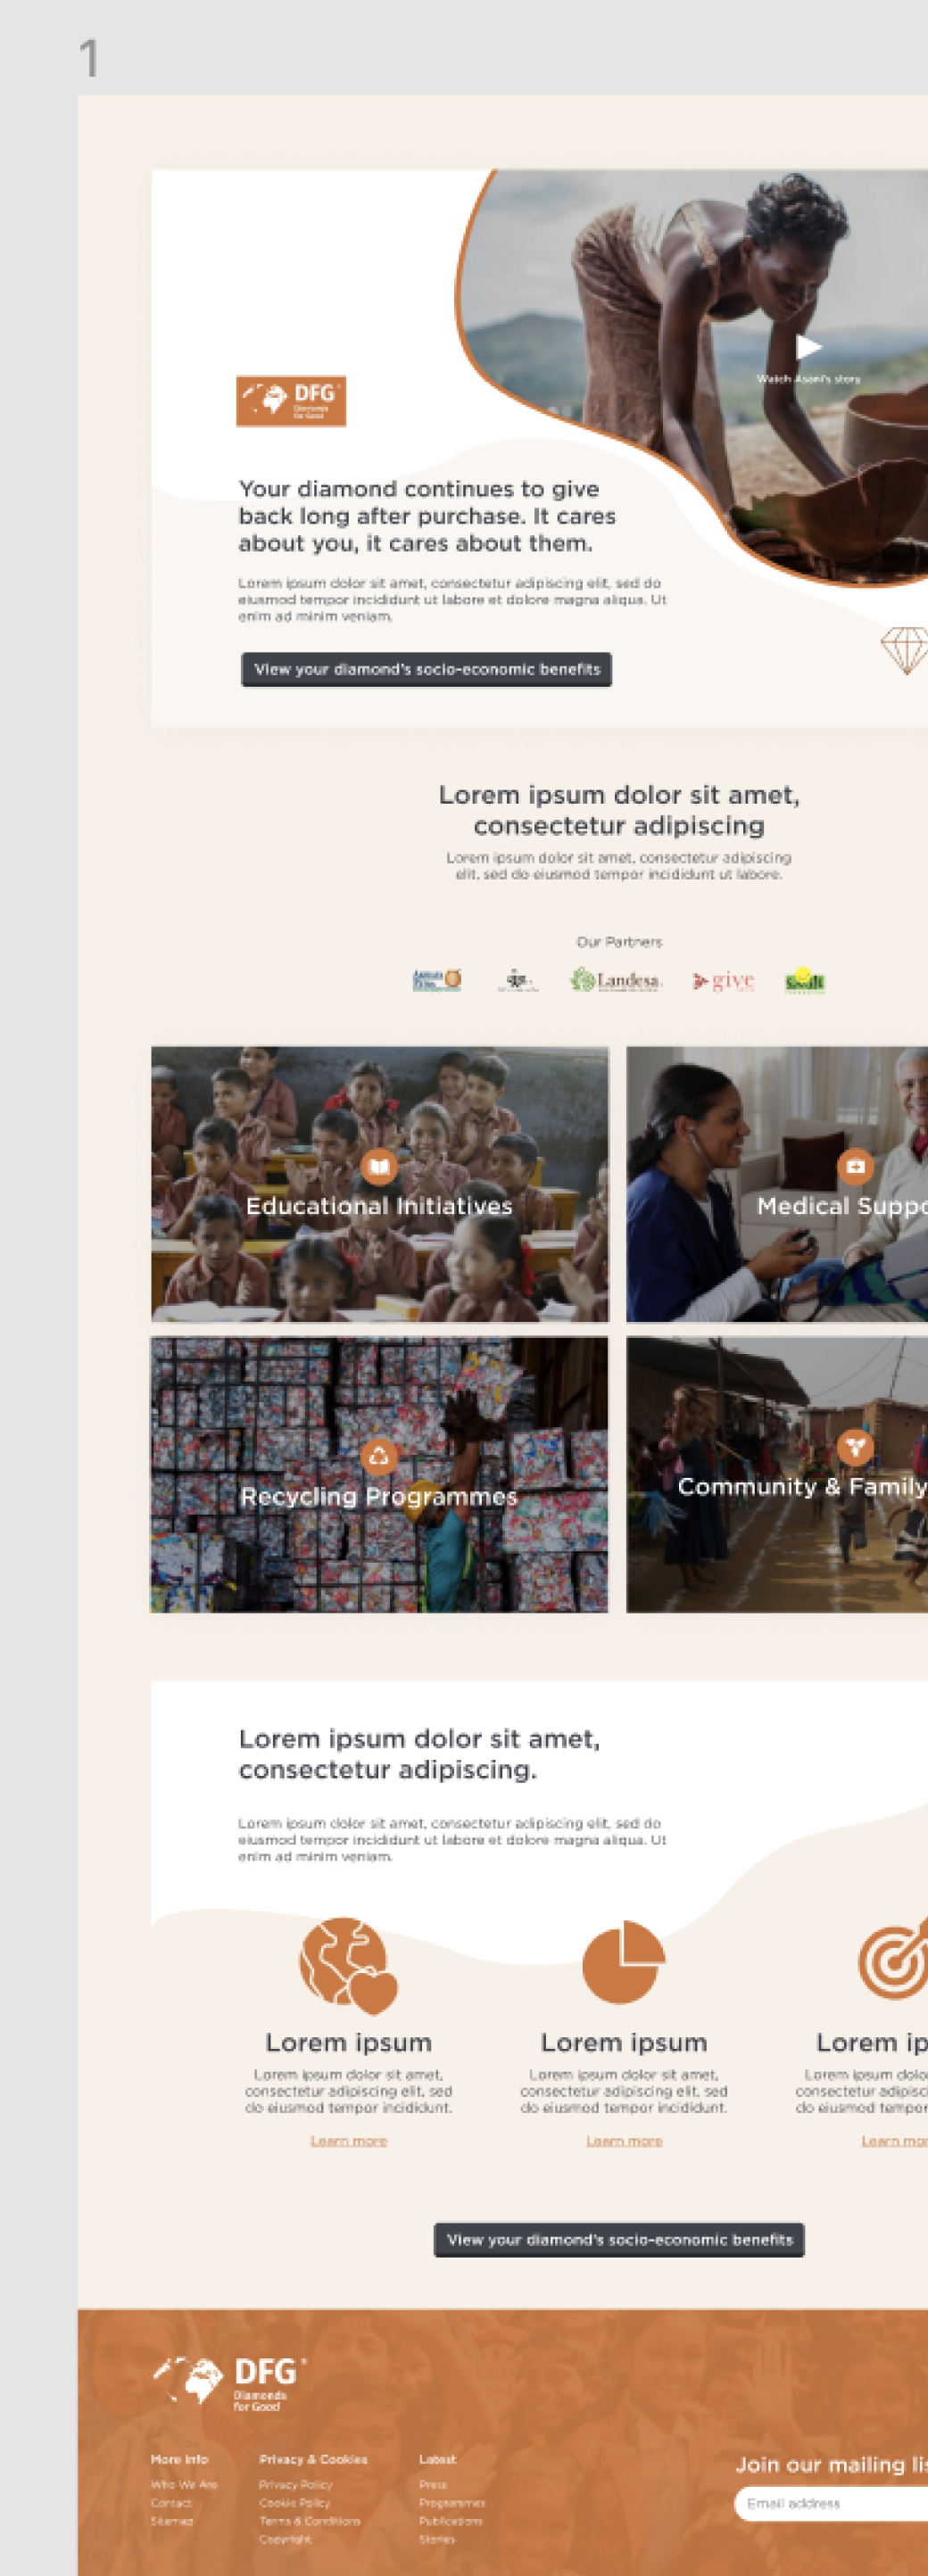 1
DFG
Diamonds
for Good
Watch Asani's story
Your diamond continues to give
back long after purchase. It cares
about you, it cares about them.
Lorem ipsum dolor sit amet, consectetur adipiscing elit, sed do
eiusmod tempor incididunt ut labore et dolore magna aliqua. Ut
enim ad minim veniam.
View your diamond's socio-economic benefits
Lorem ipsum dolor sit amet,
consectetur adipiscing
Lorem ipsum dolor sit amet, consectetur adipiscing
elit, sed do eiusmod tempor incididunt ut labore.
Our Partners
Landesa
give
Educational Initiatives
Medical Suppo
Recycling Programmes
Community & Family
Lorem ipsum dolor sit amet,
consectetur adipiscing.
Lorem ipsum dolor sit amet, consectetur adipiscing elit, sed do
eiusmod tempor incididunt ut labore et dolore magna aliqua. Ut
enim ad minim veniam.
Lorem ipsum
Lorem ipsum dolor sit amet,
consectetur adipiscing elit, sed
do eiusmod tempor incididunt.
Learn more
Lorem ipsum
Lorem ipsum dolor sit amet,
consectetur adipiscing elit, sed
do eiusmod tempor incididunt.
Learn more
Lorem ip
Lorem ipsum dolo
consectetur adipisci
do eiusmod tempor
Learn mor
View your diamond's socio-economic benefits
DFG
Diamonds
for Good
More Info
Who We Are
Contact
Sitemap
Privacy & Cookies
Privacy Policy
Cookie Policy
Terms & Conditions
Copyright
Latest
Press
Programmes
Publications
Stories
Join our mailing lis
Email address